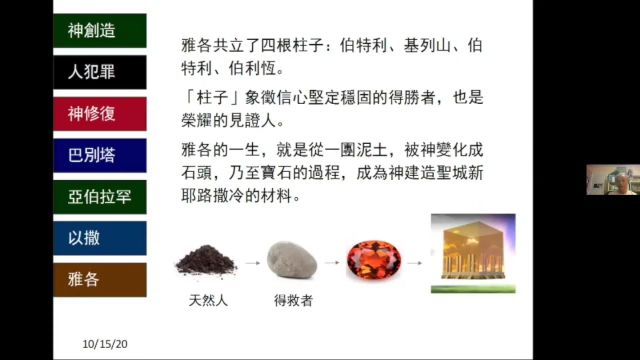 神創造
人犯罪
神修復
巴別塔
亞伯拉罕
以撒
雅各
雅各共立了四根柱子：伯特利、基列山、伯
特利、伯利恆。
「柱子」象徵信心堅定穩固的得勝者，也是
榮耀的見證人。
雅各的一生，就是從一團泥土，被神變化成
石頭，乃至寶石的過程，成為神建造聖城新
耶路撒冷的材料。
天然人
得救者
10/15/20